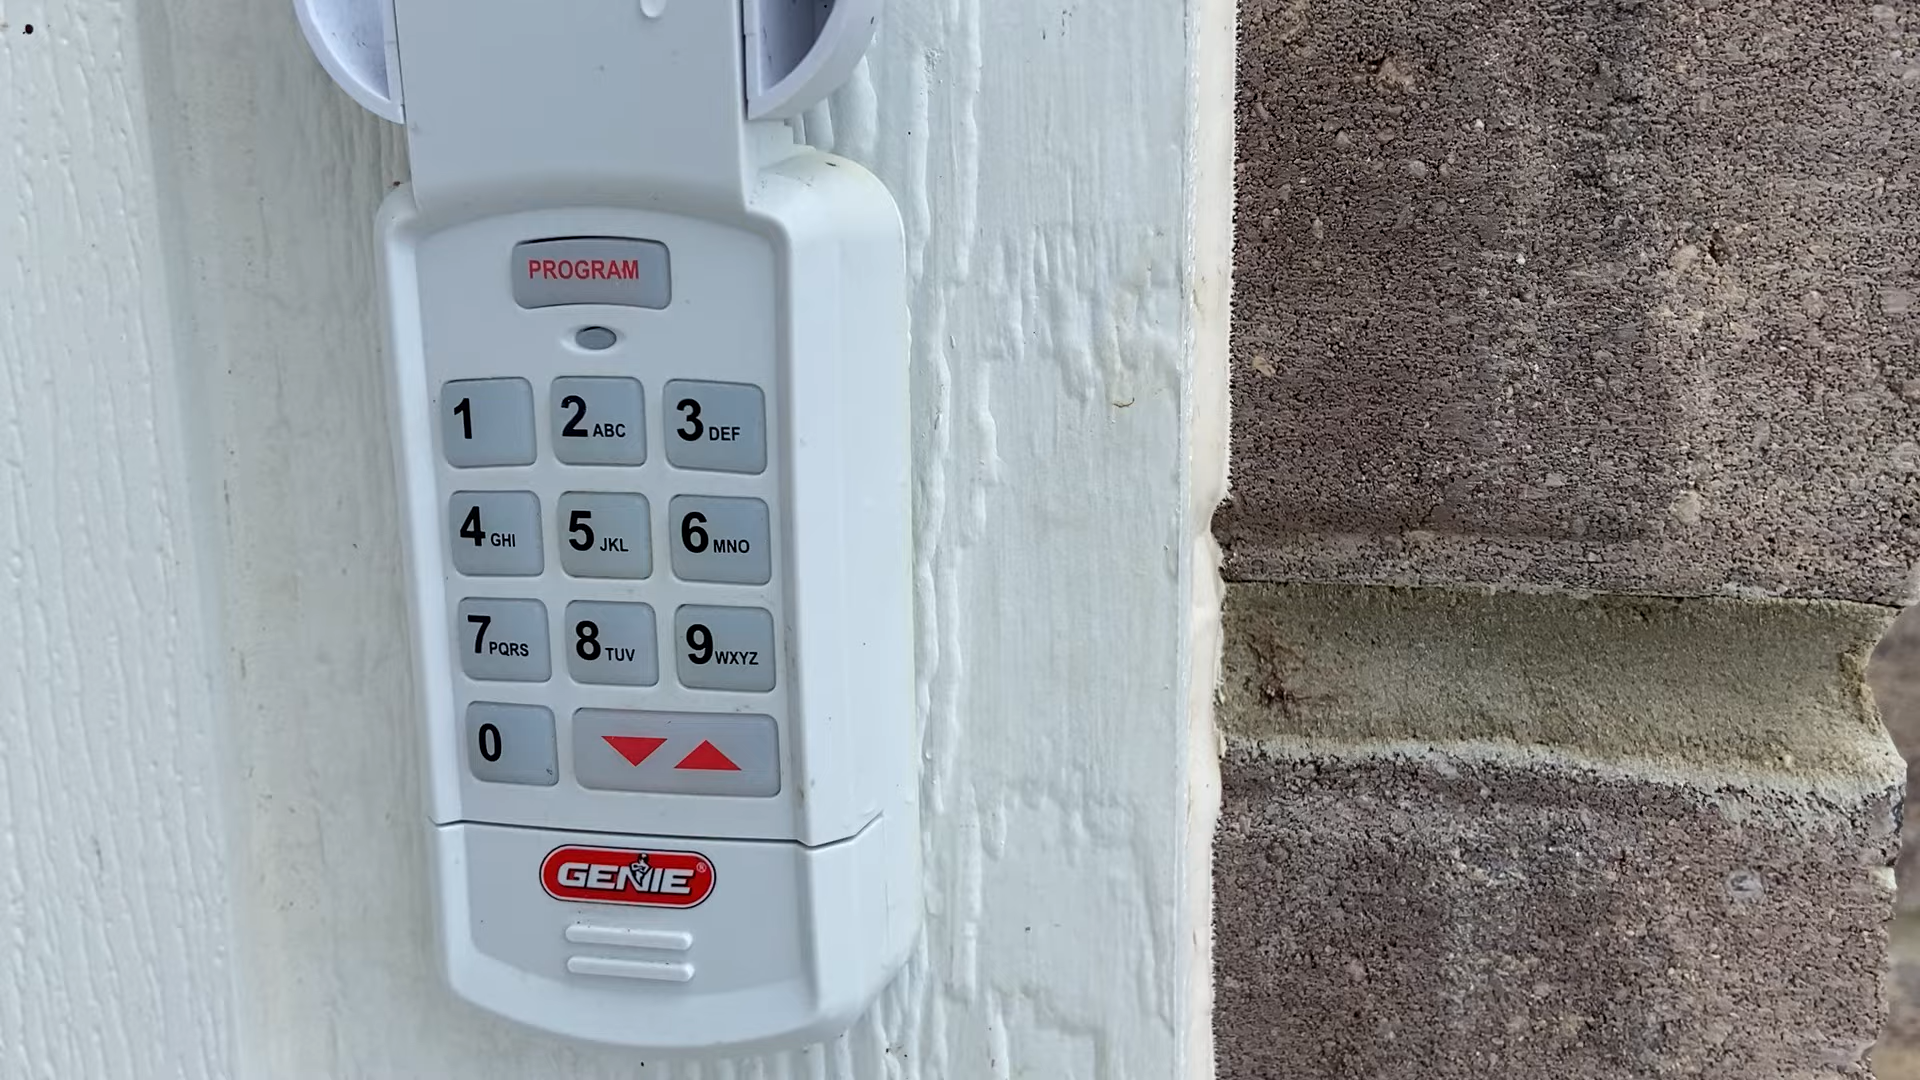 PROGRAM
1 2 ABC 3 DEF
4 GHI 5 JKL 6 MNO
7 PQRS 8 TUV 9 WXYZ
0
GENIE®